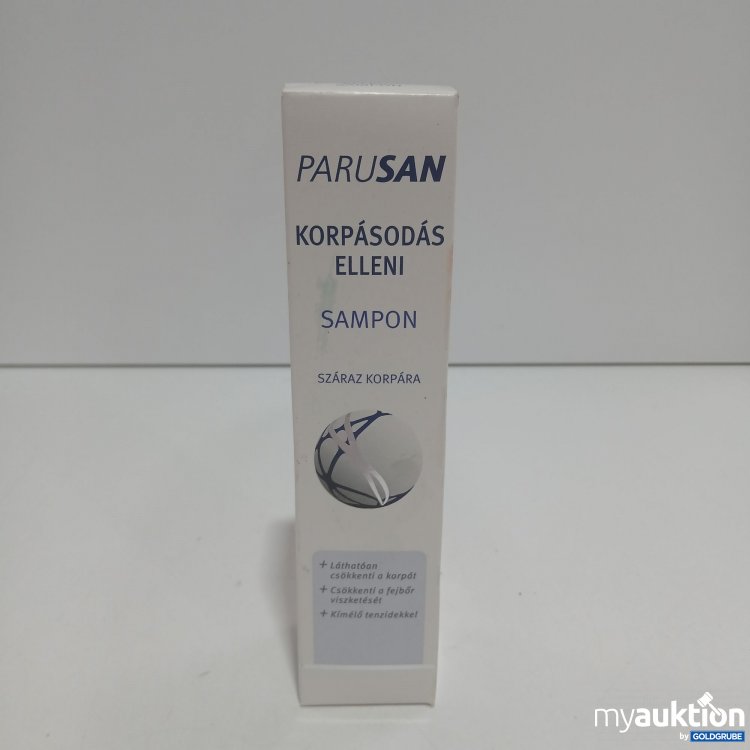 PARUSAN
KORPÁSODÁS
ELLENI
SAMPON
SZÁRAZ KORPÁRA
+ Láthatóan
csökkenti a korpát
+ Csökkenti a fejbőr
viszketését
+ Kímélő tenzidekkel
myauktion
by GOLDGRUBE